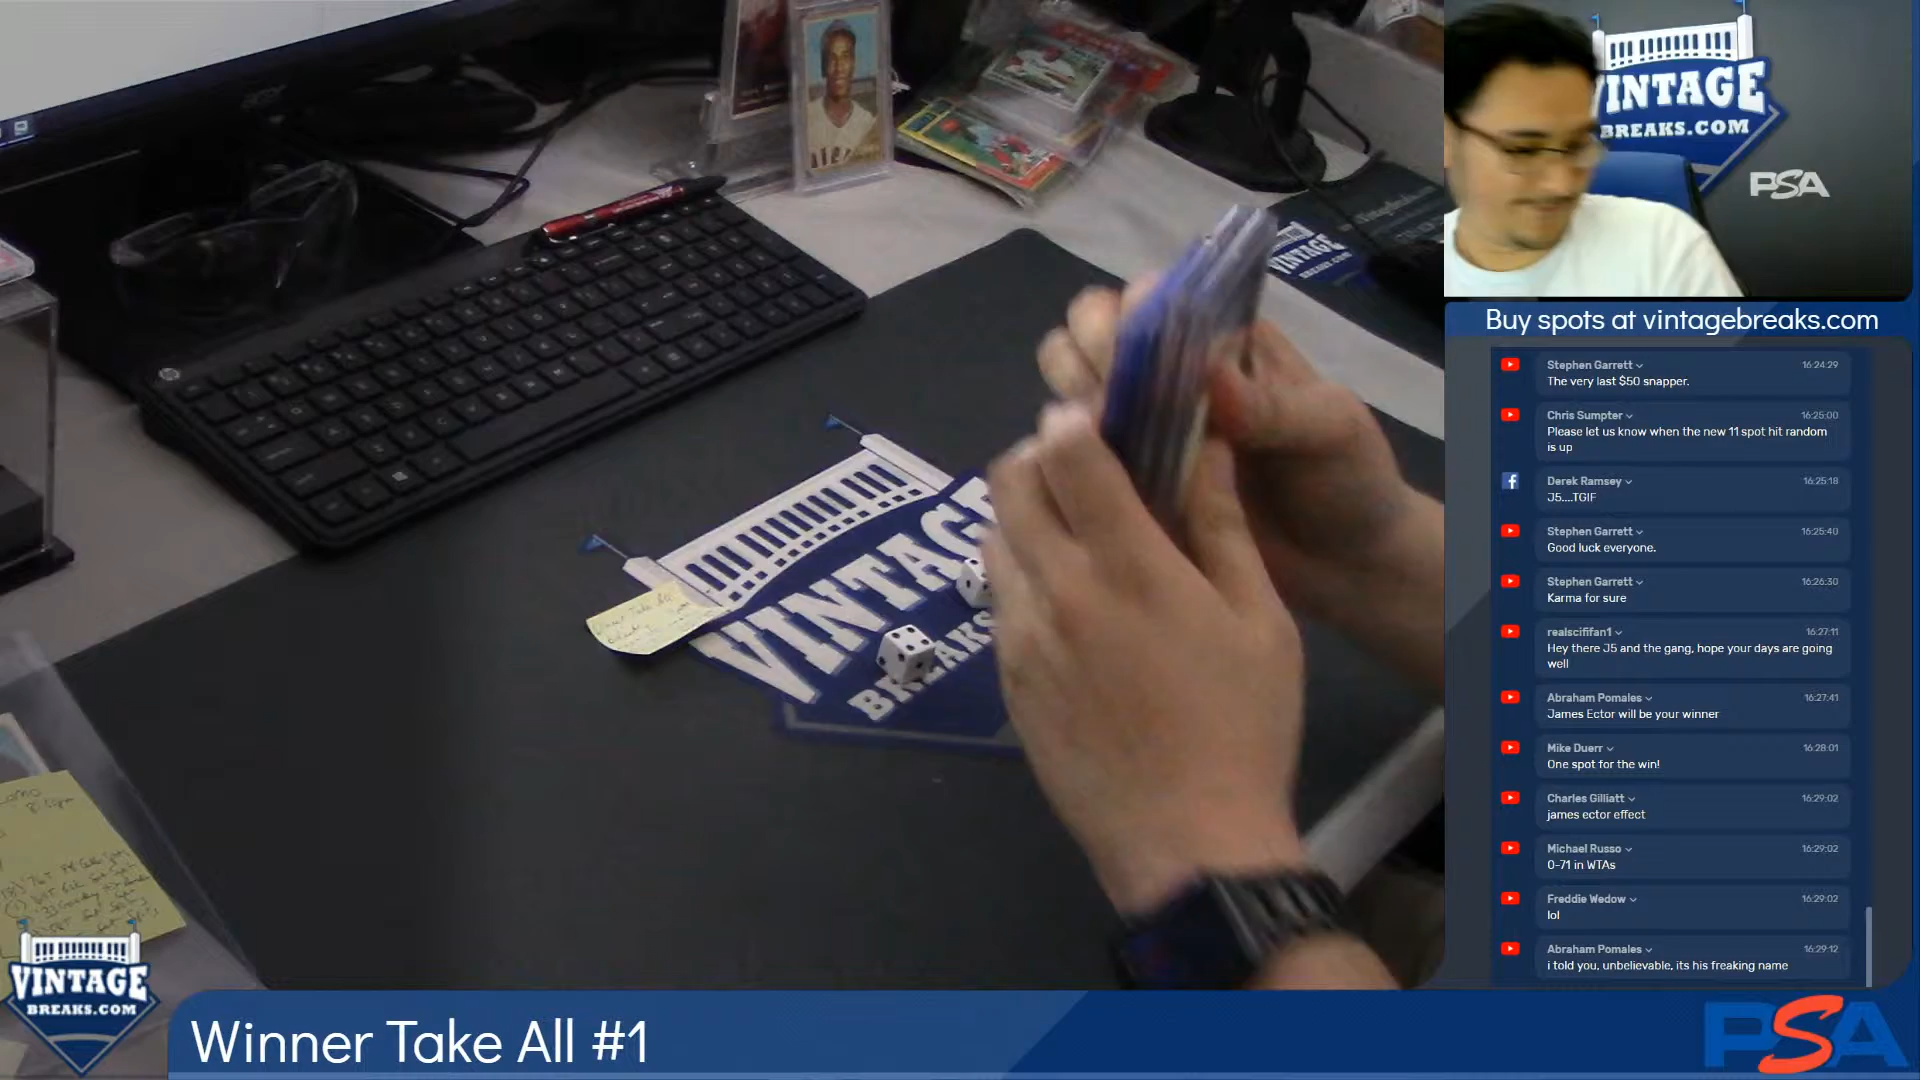 VINTAGE
BREAKS.COM
PSA
Buy spots at vintagebreaks.com
Stephen Garrett 16:24:29
The very last $50 snapper.
Chris Sumpter 16:25:00
Please let us know when the new 11 spot hit random
is up
Derek Ramsey 16:25:18
J5....TGIF
Stephen Garrett 16:25:40
Good luck everyone.
Stephen Garrett 16:26:30
Karma for sure
realscififan1 16:27:11
Hey there J5 and the gang, hope your days are going
well
Abraham Pomales 16:27:41
James Ector will be your winner
Mike Duerr 16:28:01
One spot for the win!
Charles Gilliatt 16:29:02
james ector effect
Michael Russo 16:29:02
0-71 in WTAs
Freddie Wedow 16:29:02
lol
Abraham Pomales 16:29:12
i told you, unbelievable, its his freaking name
VINTAGE
VINTAGE
BREAKS
VINTAGE
BREAKS.COM
Winner Take All #1
PSA